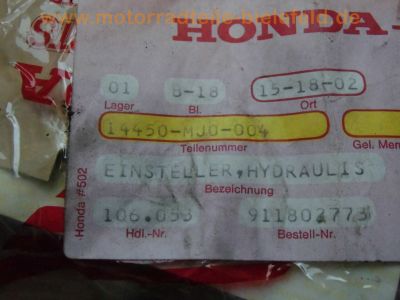 www.motorradteile-bielefeld.de
HONDA
01 B-18 15-18-02
Lager Bl. Ort
14450-MJ0-004
Teilenummer Gel. Men
EINSTELLER,HYDRAULIS
Bezeichnung
106.053 911802773
Hdl.-Nr. Bestell-Nr.
Honda #502